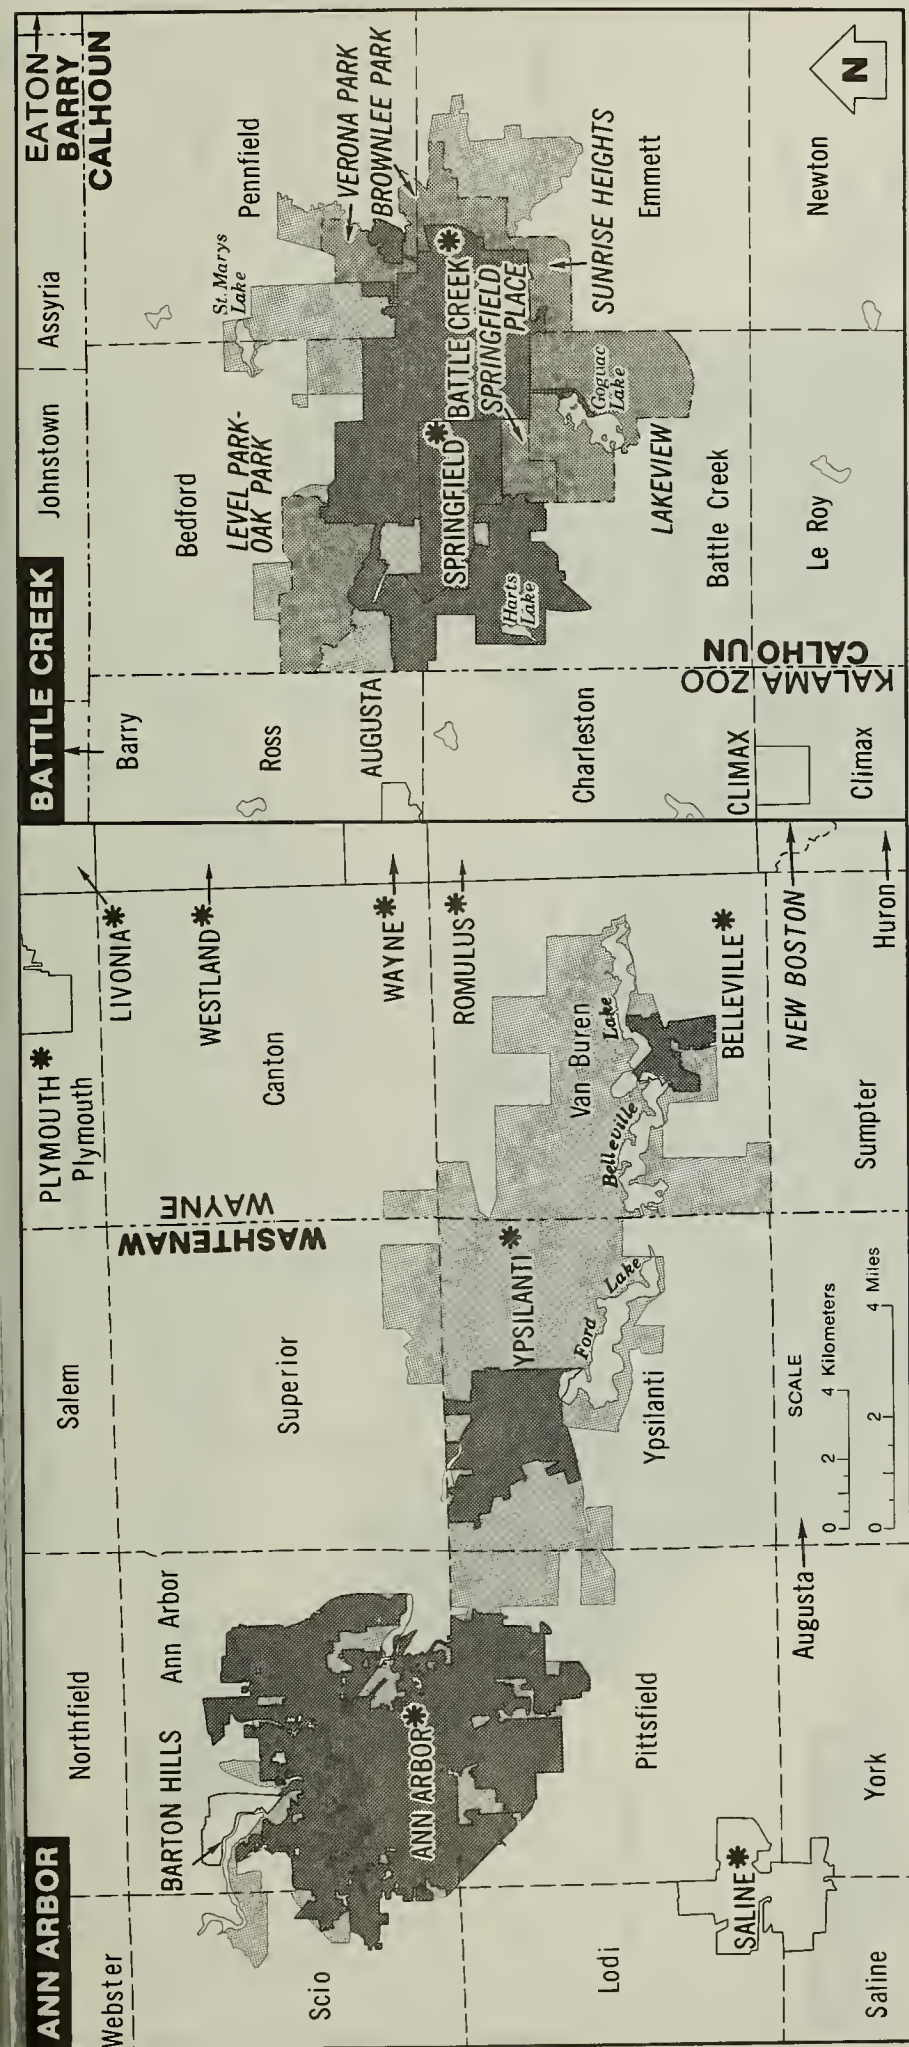 ANN ARBOR
Webster
Northfield
Salem
PLYMOUTH*
Plymouth
LIVONIA*
BARTON HILLS
Ann Arbor
WASHTENAW
WAYNE
WESTLAND*
Scio
Superior
Canton
WAYNE*
ANN ARBOR*
ROMULUS*
YPSILANTI*
Ford
Lake
Van Buren
Belleville
Lake
Lodi
Pittsfield
Ypsilanti
BELLEVILLE*
SALINE*
NEW BOSTON
Augusta
SCALE
0 2 4 Kilometers
0 2 4 Miles
Saline
York
Sumpter
Huron
BATTLE CREEK
Johnstown
Assyria
EATON
BARRY
CALHOUN
Barry
Bedford
St. Marys
Lake
Pennfield
LEVEL PARK-
OAK PARK
VERONA PARK
BROWNLEE PARK
Ross
AUGUSTA
SPRINGFIELD*
BATTLE CREEK*
SPRINGFIELD
PLACE
Harts
Lake
Goguac
Lake
SUNRISE HEIGHTS
Charleston
LAKEVIEW
Emmett
Battle Creek
KALAMAZOO
CALHOUN
CLIMAX
Climax
Le Roy
Newton
N